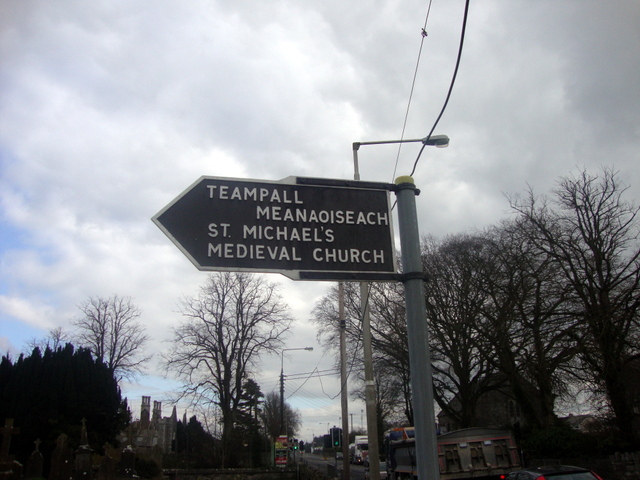 TEAMPALL
MEANAOISEACH
ST. MICHAEL'S
MEDIEVAL CHURCH